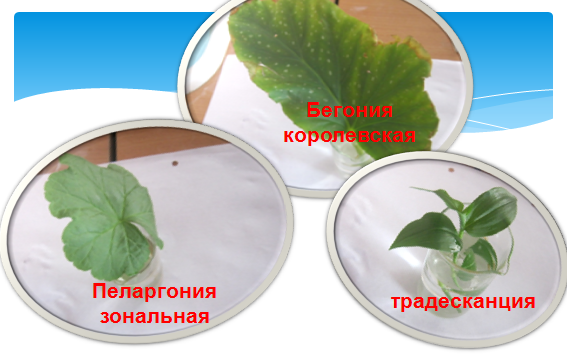 Бегония
королевская
Пеларгония
зональная
традесканция